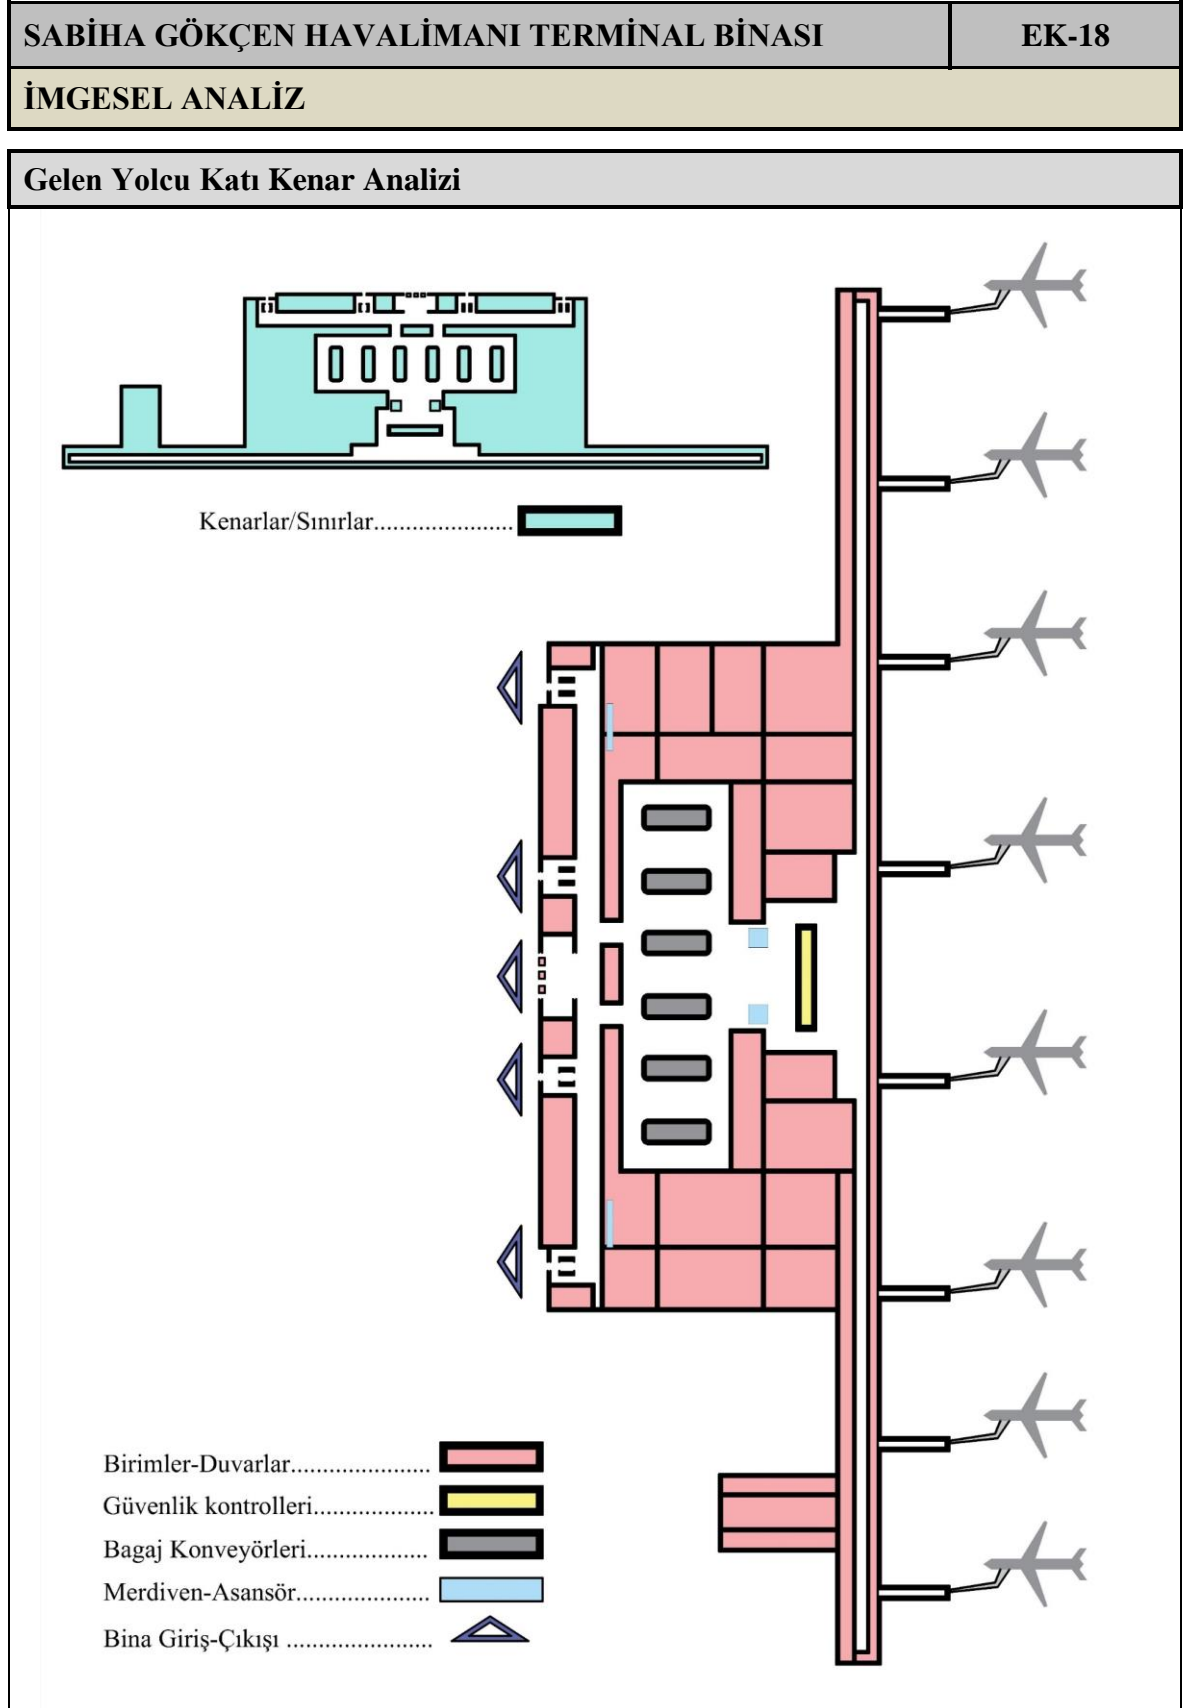 SABİHA GÖKÇEN HAVALİMANI TERMİNAL BİNASI EK-18
İMGESEL ANALİZ
Gelen Yolcu Katı Kenar Analizi
Kenarlar/Sınırlar......................
Birimler-Duvarlar......................
Güvenlik kontrolleri...................
Bagaj Konveyörleri...................
Merdiven-Asansör.....................
Bina Giriş-Çıkışı .......................